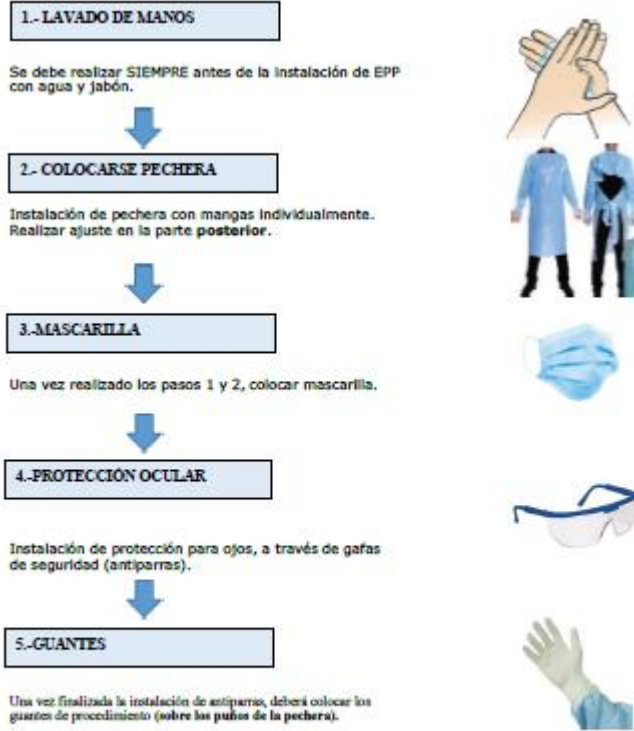 1.- LAVADO DE MANOS
Se debe realizar SIEMPRE antes de la instalación de EPP
con agua y jabón.
2.- COLOCARSE PECHERA
Instalación de pechera con mangas individualmente.
Realizar ajuste en la parte posterior.
3.-MASCARILLA
Una vez realizado los pasos 1 y 2, colocar mascarilla.
4.-PROTECCIÓN OCULAR
Instalación de protección para ojos, a través de gafas
de seguridad (antiparras).
5.-GUANTES
Una vez finalizada la instalación de antiparras, deberá colocar los
guantes de procedimiento (sobre los puños de la pechera).